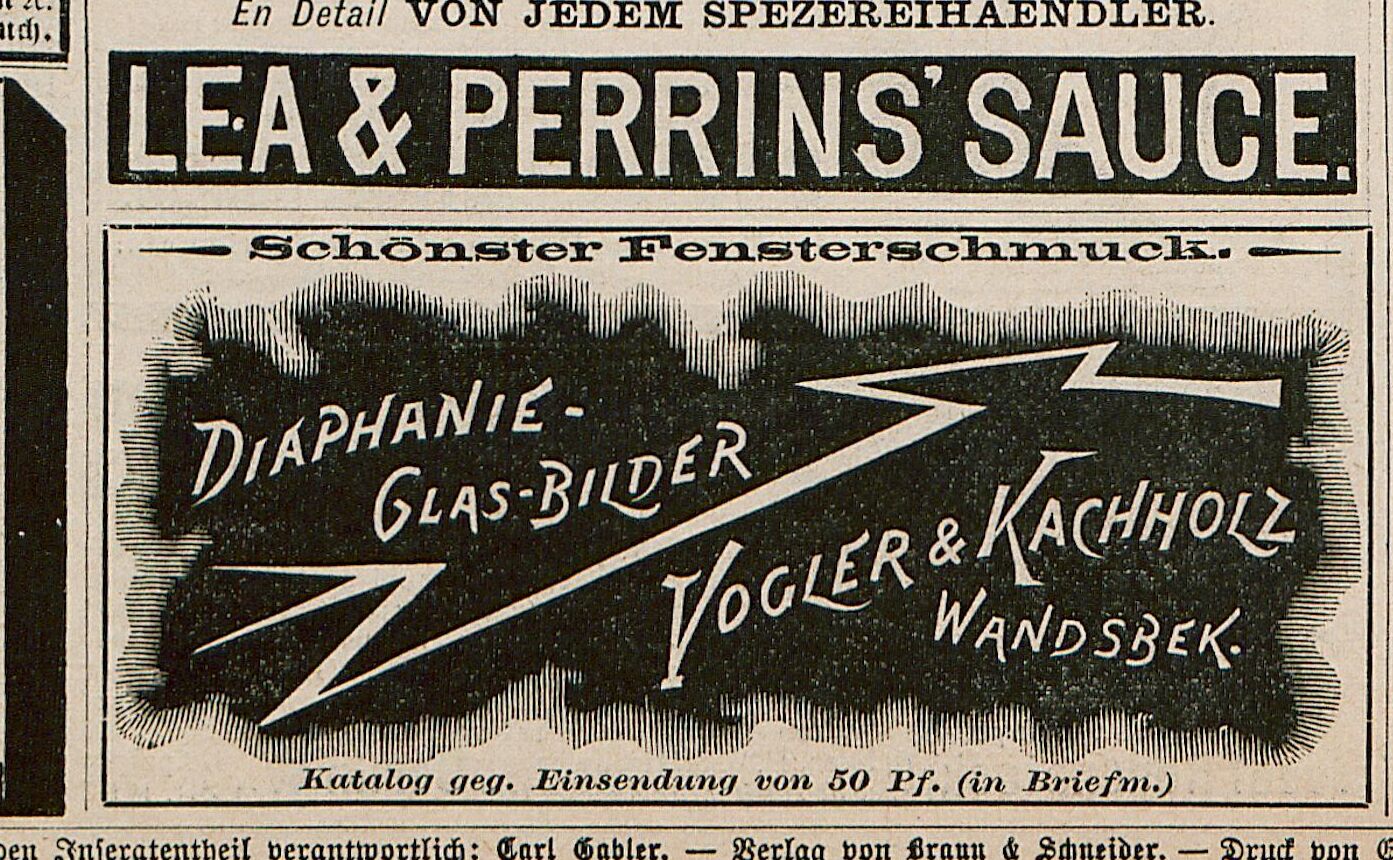 En Detail VON JEDEM SPEZEREIHAENDLER.
LEA & PERRINS' SAUCE.
Schönster Fensterschmuck.
DIAPHANIE-
GLAS-BILDER
VOGLER & KACHHOLZ
WANDSBEK.
Katalog geg. Einsendung von 50 Pf. (in Briefm.)
Inseratentheil verantwortlich: Carl Gabler. — Verlag von Braun & Schneider. — Druck von